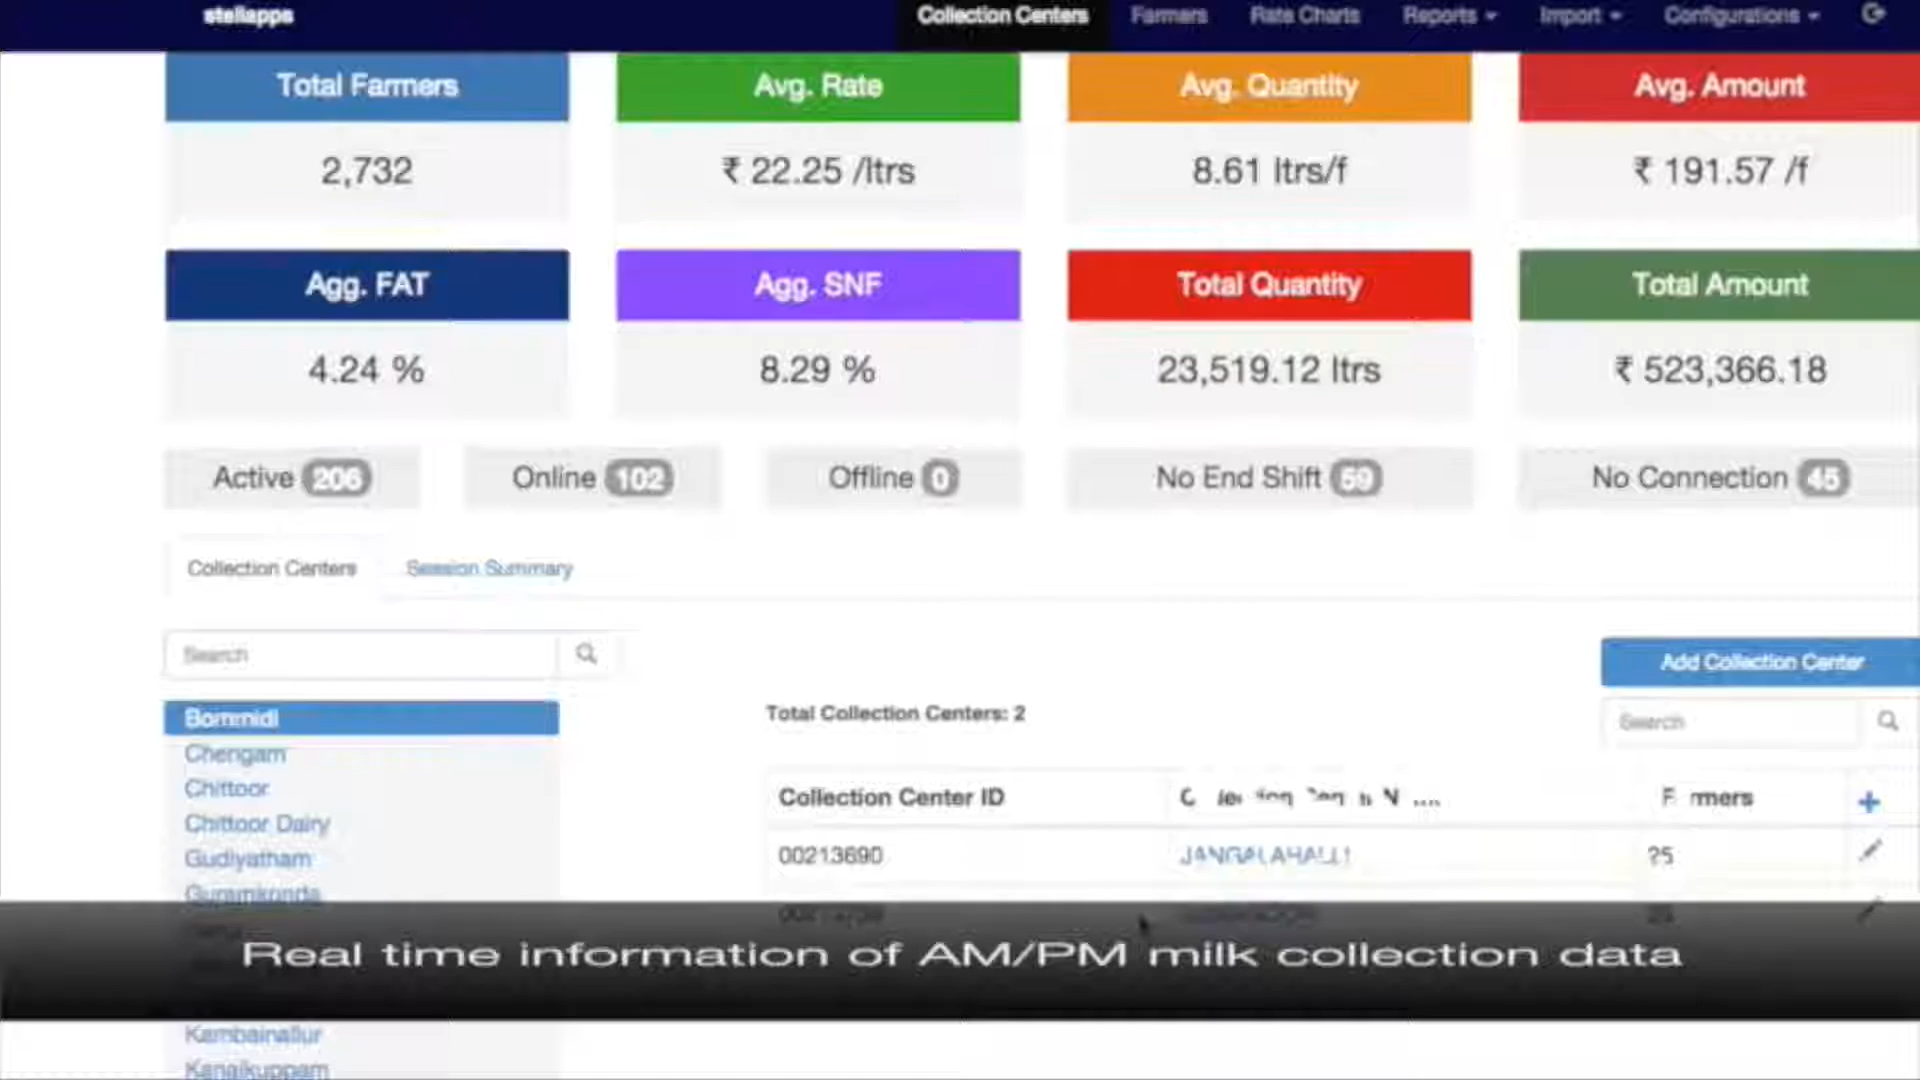 stellapps
Collection Centers Farmers Rate Charts Reports Import Configurations
Total Farmers Avg. Rate Avg. Quantity Avg. Amount
2,732 ₹ 22.25 /ltrs 8.61 ltrs/f ₹ 191.57 /f
Agg. FAT Agg. SNF Total Quantity Total Amount
4.24 % 8.29 % 23,519.12 ltrs ₹ 523,366.18
Active 206 Online 102 Offline 0 No End Shift 59 No Connection 45
Collection Centers Session Summary
Search
Add Collection Center
Bommidi
Total Collection Centers: 2
Search
Chengam
Chittoor
Collection Center ID Farmers
Chittoor Dairy
00213690 JANGALAHALLI 25
Gudiyatham
Gurramkonda
Real time information of AM/PM milk collection data
Kambainallur
Kanaikuppam